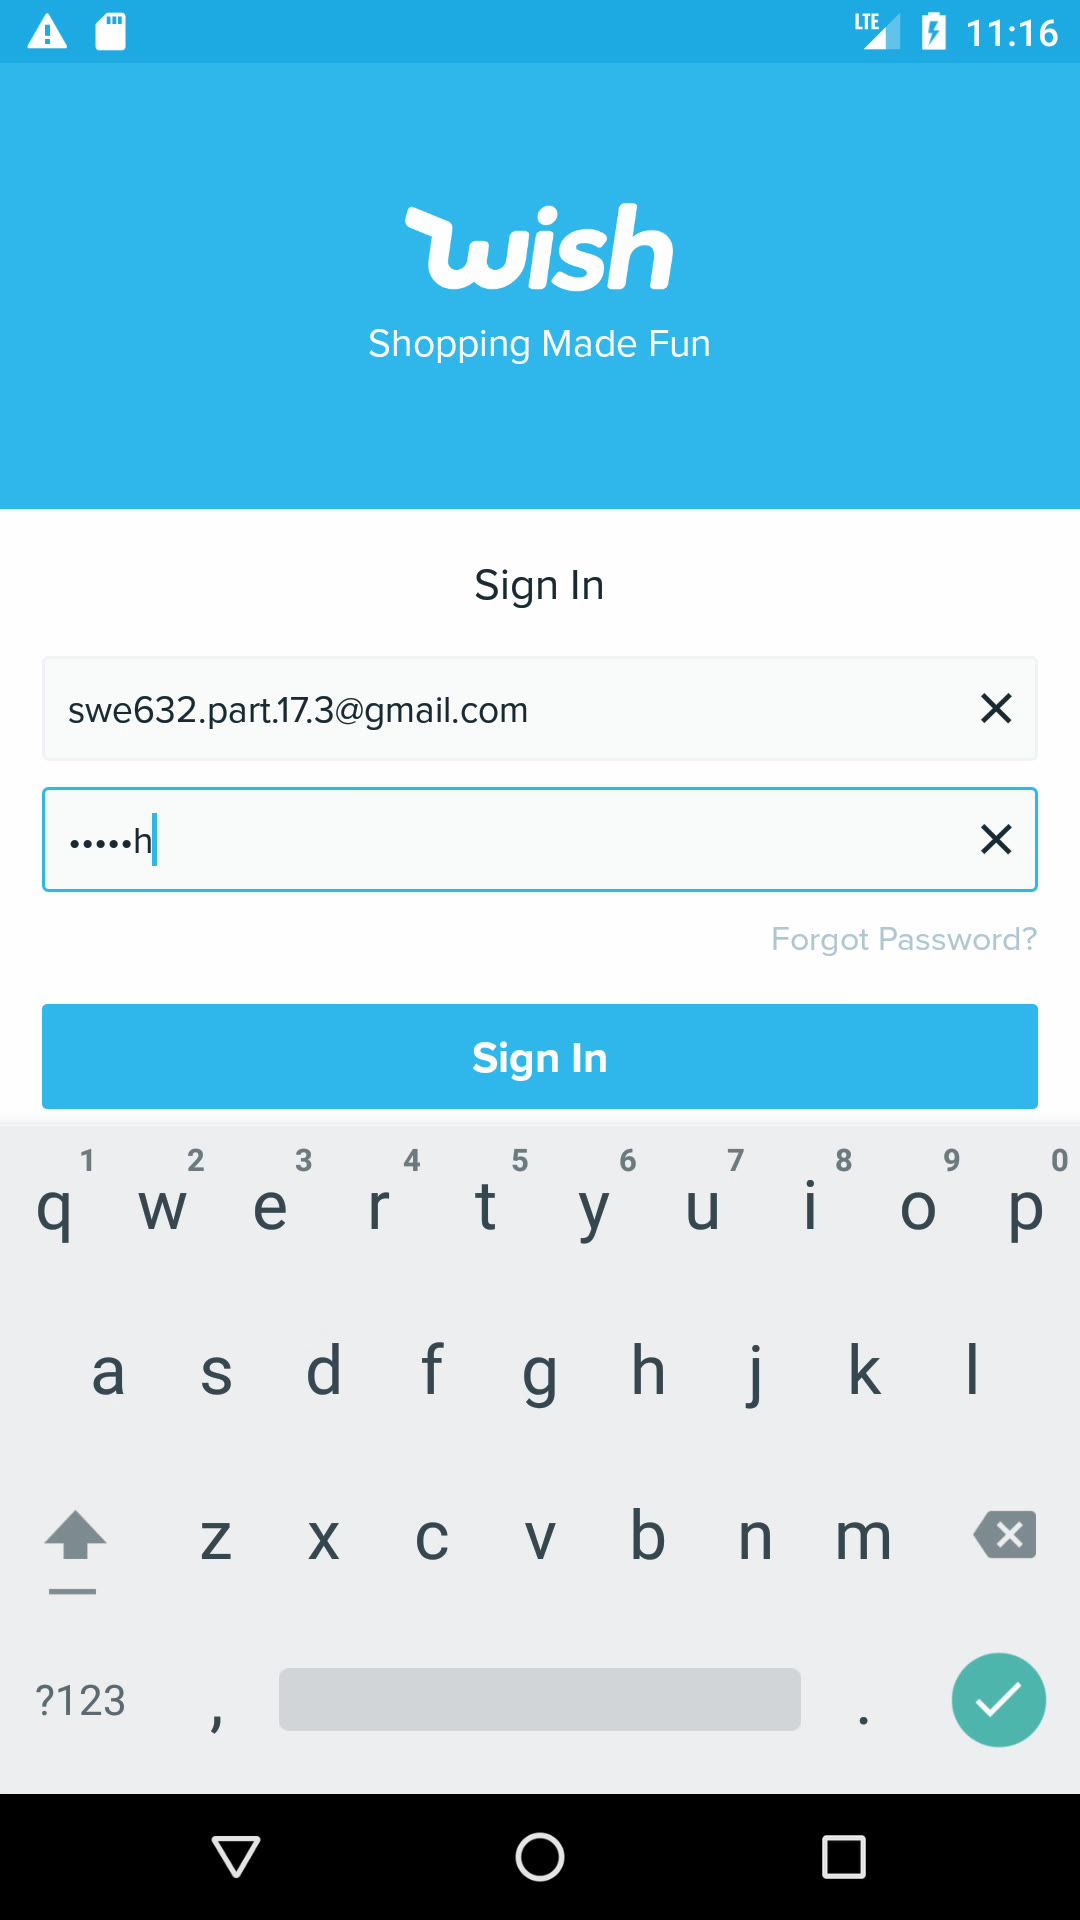 LTE 11:16
wish
Shopping Made Fun
Sign In
swe632.part.17.3@gmail.com
•••••h
Forgot Password?
Sign In
1 2 3 4 5 6 7 8 9 0
q w e r t y u i o p
a s d f g h j k l
z x c v b n m
?123 , .